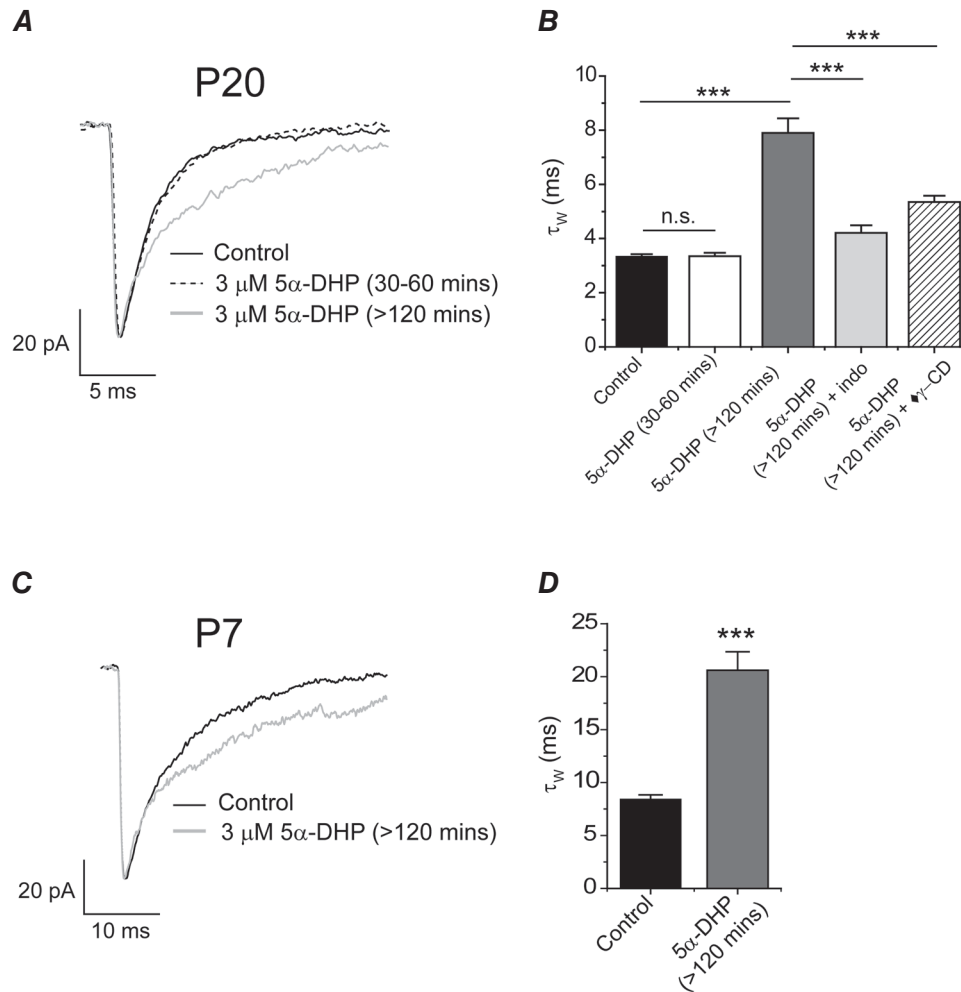 A
P20
Control
3 μM 5α-DHP (30-60 mins)
3 μM 5α-DHP (>120 mins)
20 pA
5 ms
B
***
***
***
n.s.
10
8
6
4
2
0
τW (ms)
Control
5α-DHP (30-60 mins)
5α-DHP (>120 mins)
5α-DHP
(>120 mins) + indo
5α-DHP
(>120 mins) + ♦γ-CD
C
P7
Control
3 μM 5α-DHP (>120 mins)
20 pA
10 ms
D
***
25
20
15
10
5
0
τW (ms)
Control
5α-DHP
(>120 mins)